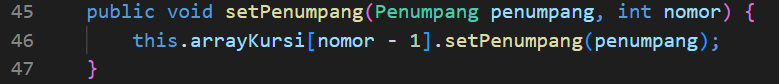 45 public void setPenumpang(Penumpang penumpang, int nomor) {
46 this.arrayKursi[nomor - 1].setPenumpang(penumpang);
47 }